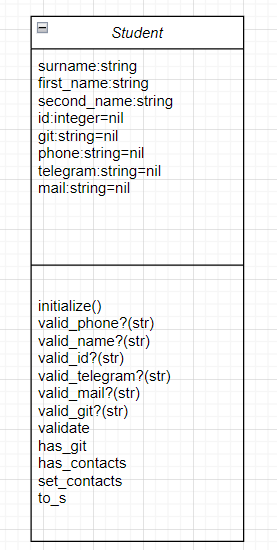 Student
surname:string
first_name:string
second_name:string
id:integer=nil
git:string=nil
phone:string=nil
telegram:string=nil
mail:string=nil
initialize()
valid_phone?(str)
valid_name?(str)
valid_id?(str)
valid_telegram?(str)
valid_mail?(str)
valid_git?(str)
validate
has_git
has_contacts
set_contacts
to_s